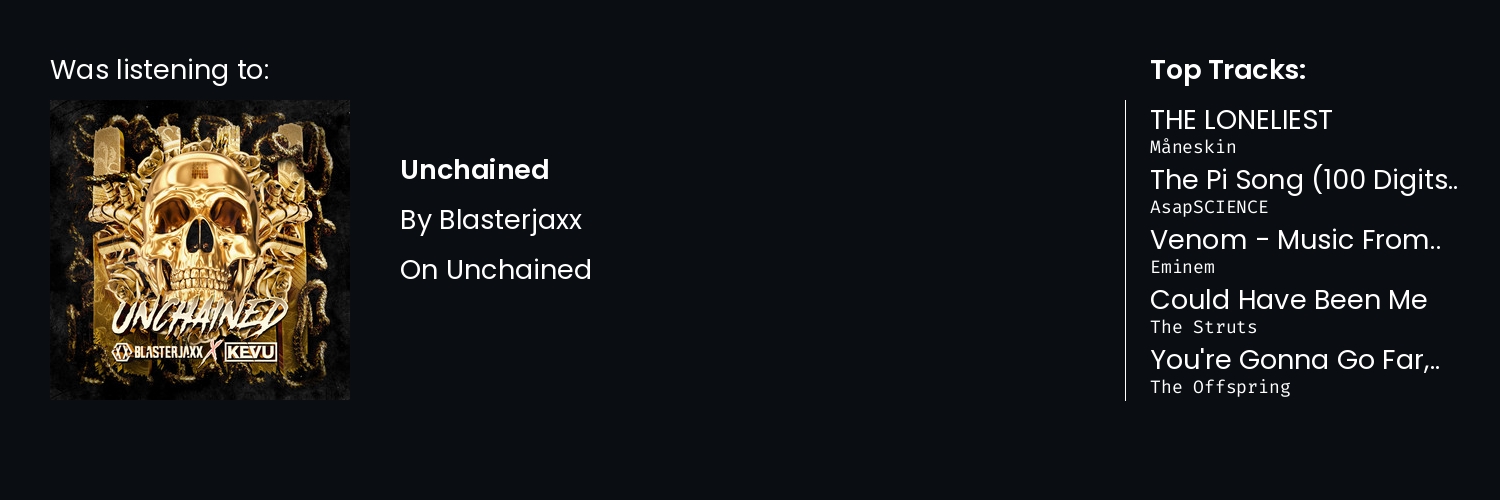 Was listening to:
UNCHAINED
BLASTERJAXX X KEVU
Unchained
By Blasterjaxx
On Unchained
Top Tracks:
THE LONELIEST
Måneskin
The Pi Song (100 Digits..
AsapSCIENCE
Venom - Music From..
Eminem
Could Have Been Me
The Struts
You're Gonna Go Far,..
The Offspring